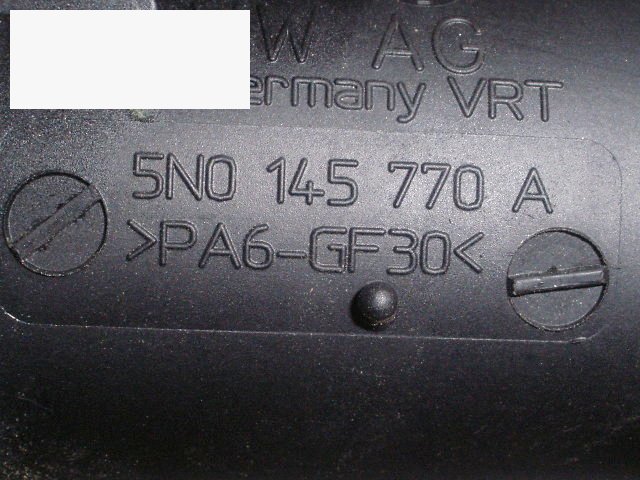 W AG
ermany VRT
5N0 145 770 A
>PA6-GF30<